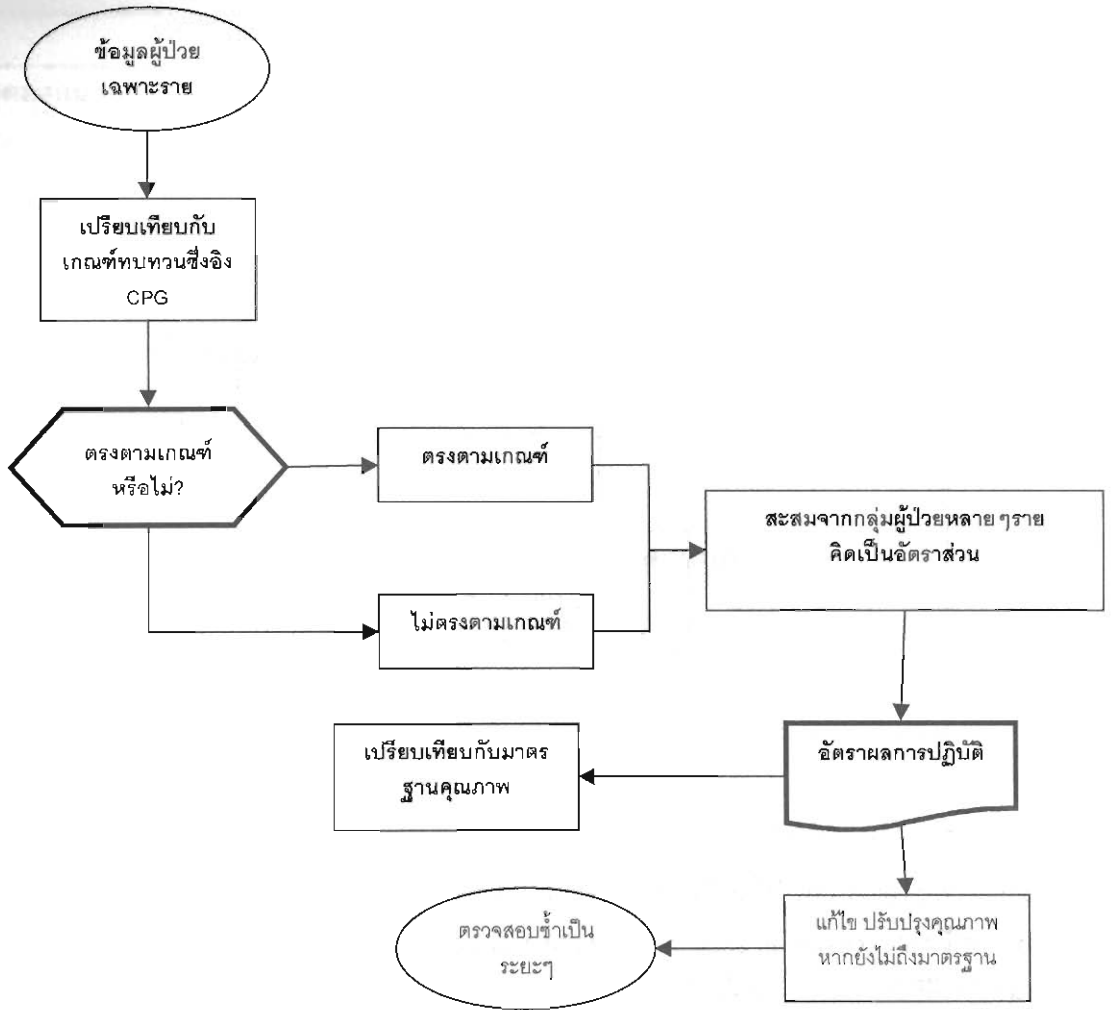 ข้อมูลผู้ป่วย
เฉพาะราย
เปรียบเทียบกับ
เกณฑ์ทบทวนซึ่งอิง
CPG
ตรงตามเกณฑ์
หรือไม่?
ตรงตามเกณฑ์
ไม่ตรงตามเกณฑ์
สะสมจากกลุ่มผู้ป่วยหลายๆราย
คิดเป็นอัตราส่วน
อัตราผลการปฏิบัติ
เปรียบเทียบกับมาตร
ฐานคุณภาพ
แก้ไข ปรับปรุงคุณภาพ
หากยังไม่ถึงมาตรฐาน
ตรวจสอบซ้ำเป็น
ระยะๆ